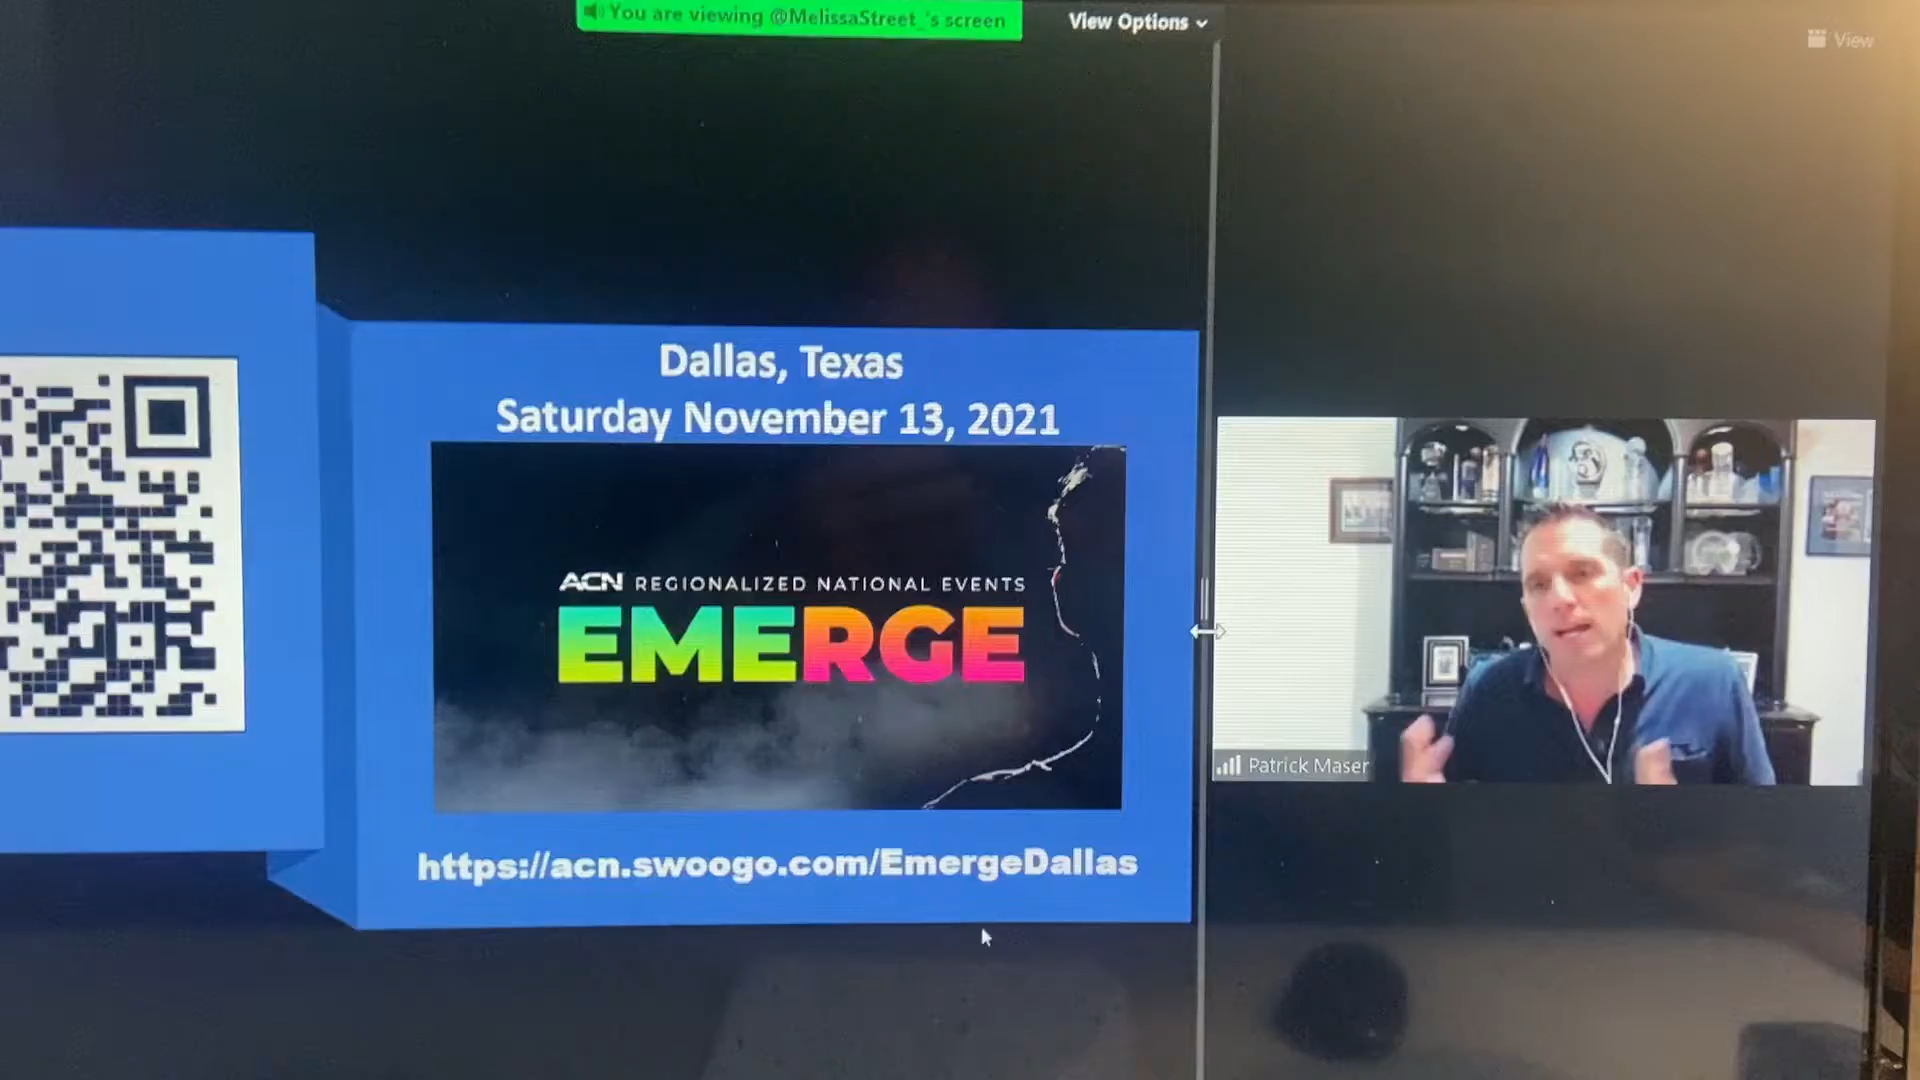 You are viewing @MelissaStreet_'s screen
View Options
View
Dallas, Texas
Saturday November 13, 2021
ACN REGIONALIZED NATIONAL EVENTS
EMERGE
https://acn.swoogo.com/EmergeDallas
Patrick Maser